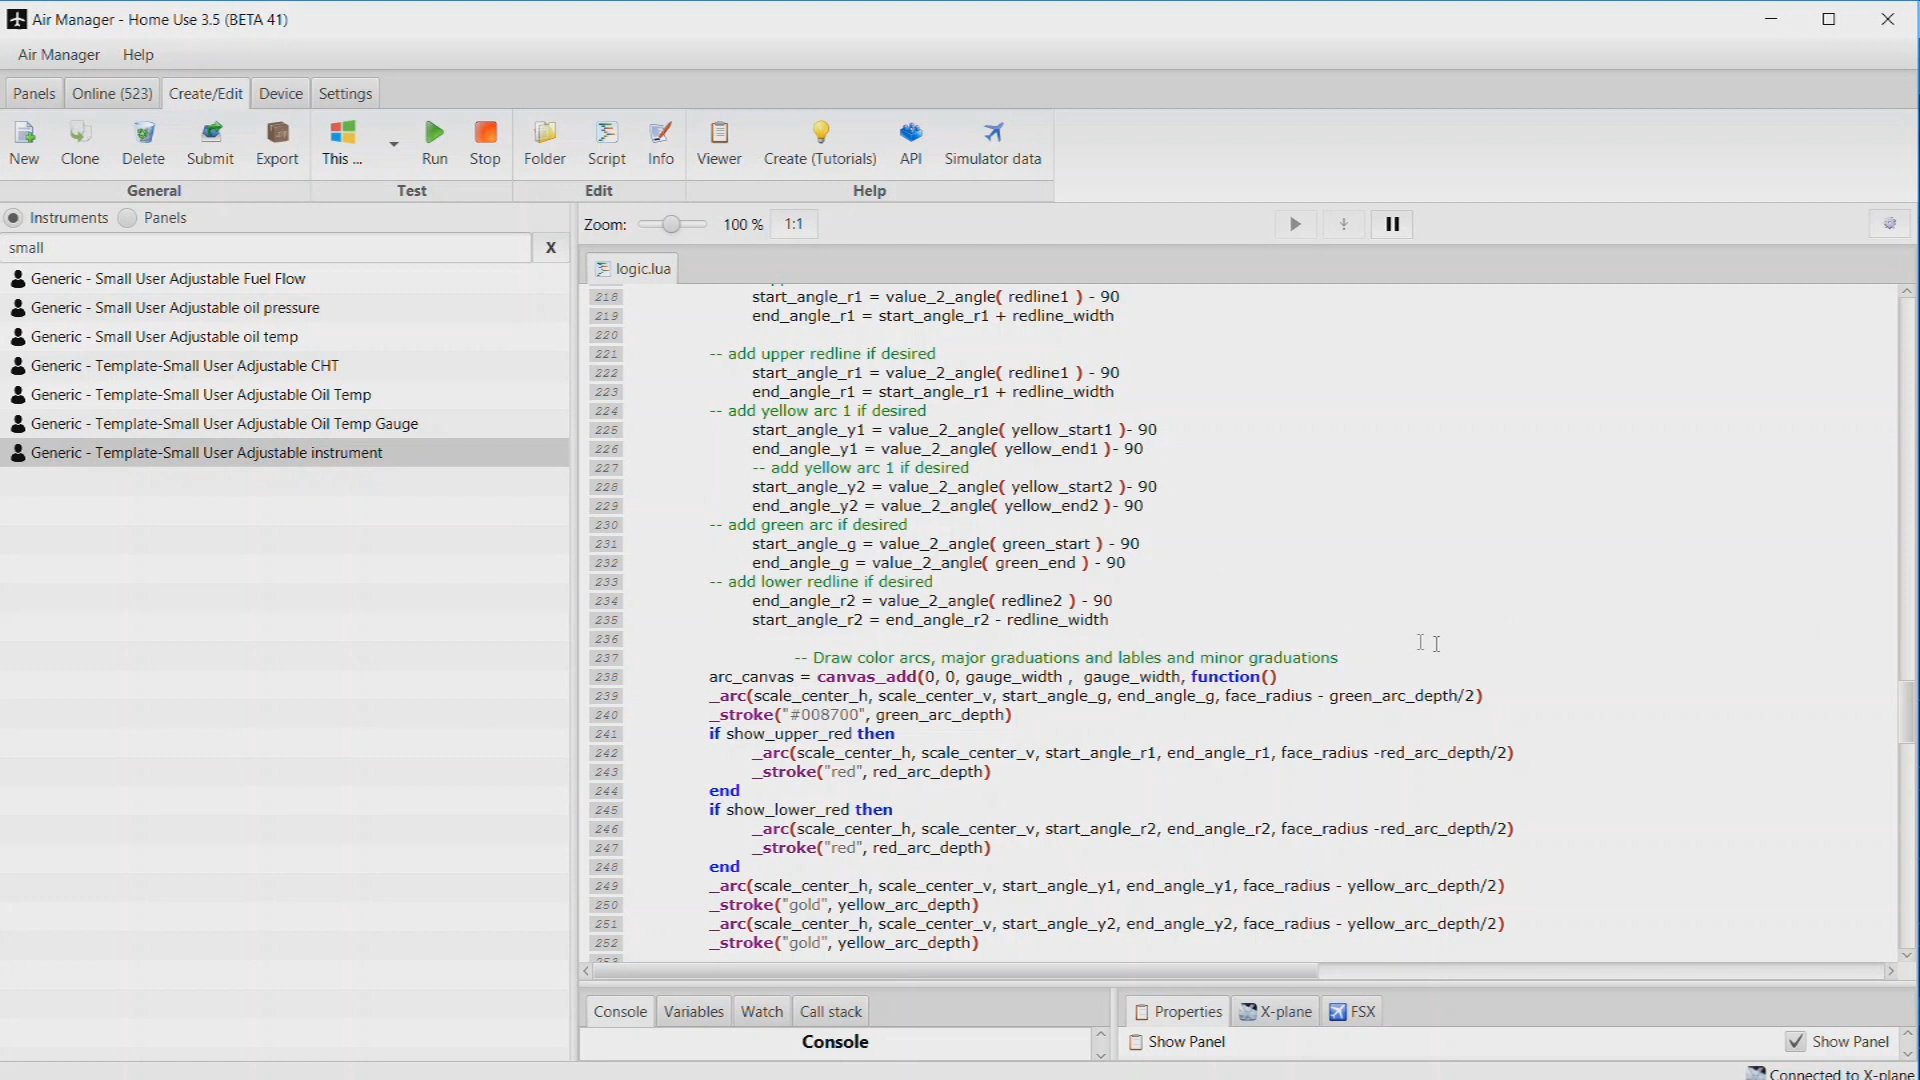 Air Manager - Home Use 3.5 (BETA 41)
Air Manager Help
Panels Online (523) Create/Edit Device Settings
New Clone Delete Submit Export This ... Run Stop Folder Script Info Viewer Create (Tutorials) API Simulator data
General Test Edit Help
Instruments Panels
small X
Generic - Small User Adjustable Fuel Flow
Generic - Small User Adjustable oil pressure
Generic - Small User Adjustable oil temp
Generic - Template-Small User Adjustable CHT
Generic - Template-Small User Adjustable Oil Temp
Generic - Template-Small User Adjustable Oil Temp Gauge
Generic - Template-Small User Adjustable instrument
Zoom: 100 % 1:1
logic.lua
218 start_angle_r1 = value_2_angle( redline1 ) - 90
219 end_angle_r1 = start_angle_r1 + redline_width
220
221 -- add upper redline if desired
222 start_angle_r1 = value_2_angle( redline1 ) - 90
223 end_angle_r1 = start_angle_r1 + redline_width
224 -- add yellow arc 1 if desired
225 start_angle_y1 = value_2_angle( yellow_start1 )- 90
226 end_angle_y1 = value_2_angle( yellow_end1 )- 90
227 -- add yellow arc 1 if desired
228 start_angle_y2 = value_2_angle( yellow_start2 )- 90
229 end_angle_y2 = value_2_angle( yellow_end2 )- 90
230 -- add green arc if desired
231 start_angle_g = value_2_angle( green_start ) - 90
232 end_angle_g = value_2_angle( green_end ) - 90
233 -- add lower redline if desired
234 end_angle_r2 = value_2_angle( redline2 ) - 90
235 start_angle_r2 = end_angle_r2 - redline_width
236
237 -- Draw color arcs, major graduations and lables and minor graduations
238 arc_canvas = canvas_add(0, 0, gauge_width , gauge_width, function()
239 _arc(scale_center_h, scale_center_v, start_angle_g, end_angle_g, face_radius - green_arc_depth/2)
240 _stroke("#008700", green_arc_depth)
241 if show_upper_red then
242 _arc(scale_center_h, scale_center_v, start_angle_r1, end_angle_r1, face_radius -red_arc_depth/2)
243 _stroke("red", red_arc_depth)
244 end
245 if show_lower_red then
246 _arc(scale_center_h, scale_center_v, start_angle_r2, end_angle_r2, face_radius -red_arc_depth/2)
247 _stroke("red", red_arc_depth)
248 end
249 _arc(scale_center_h, scale_center_v, start_angle_y1, end_angle_y1, face_radius - yellow_arc_depth/2)
250 _stroke("gold", yellow_arc_depth)
251 _arc(scale_center_h, scale_center_v, start_angle_y2, end_angle_y2, face_radius - yellow_arc_depth/2)
252 _stroke("gold", yellow_arc_depth)
Console Variables Watch Call stack
Console
Properties X-plane FSX
Show Panel Show Panel
Connected to X-plane